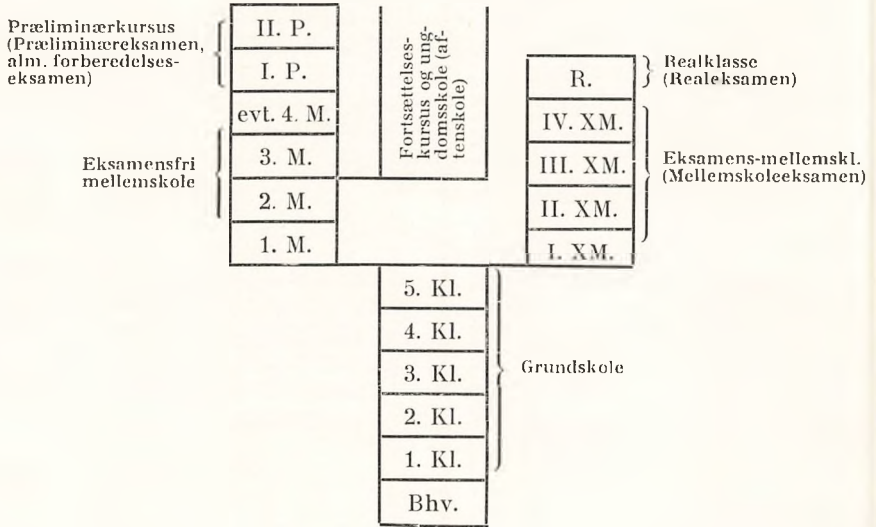 Præliminærkursus
(Præliminæreksamen,
alm. forberedelses-
eksamen)
II. P.
I. P.
evt. 4. M.
Eksamensfri
mellemskole
3. M.
2. M.
1. M.
Fortsættelses-
kursus og ung-
domsskole (af-
tenskole)
R.
Realklasse
(Realeksamen)
IV. XM.
III. XM.
II. XM.
I. XM.
Eksamens-mellemskl.
(Mellemskoleeksamen)
5. Kl.
4. Kl.
3. Kl.
2. Kl.
1. Kl.
Bhv.
Grundskole